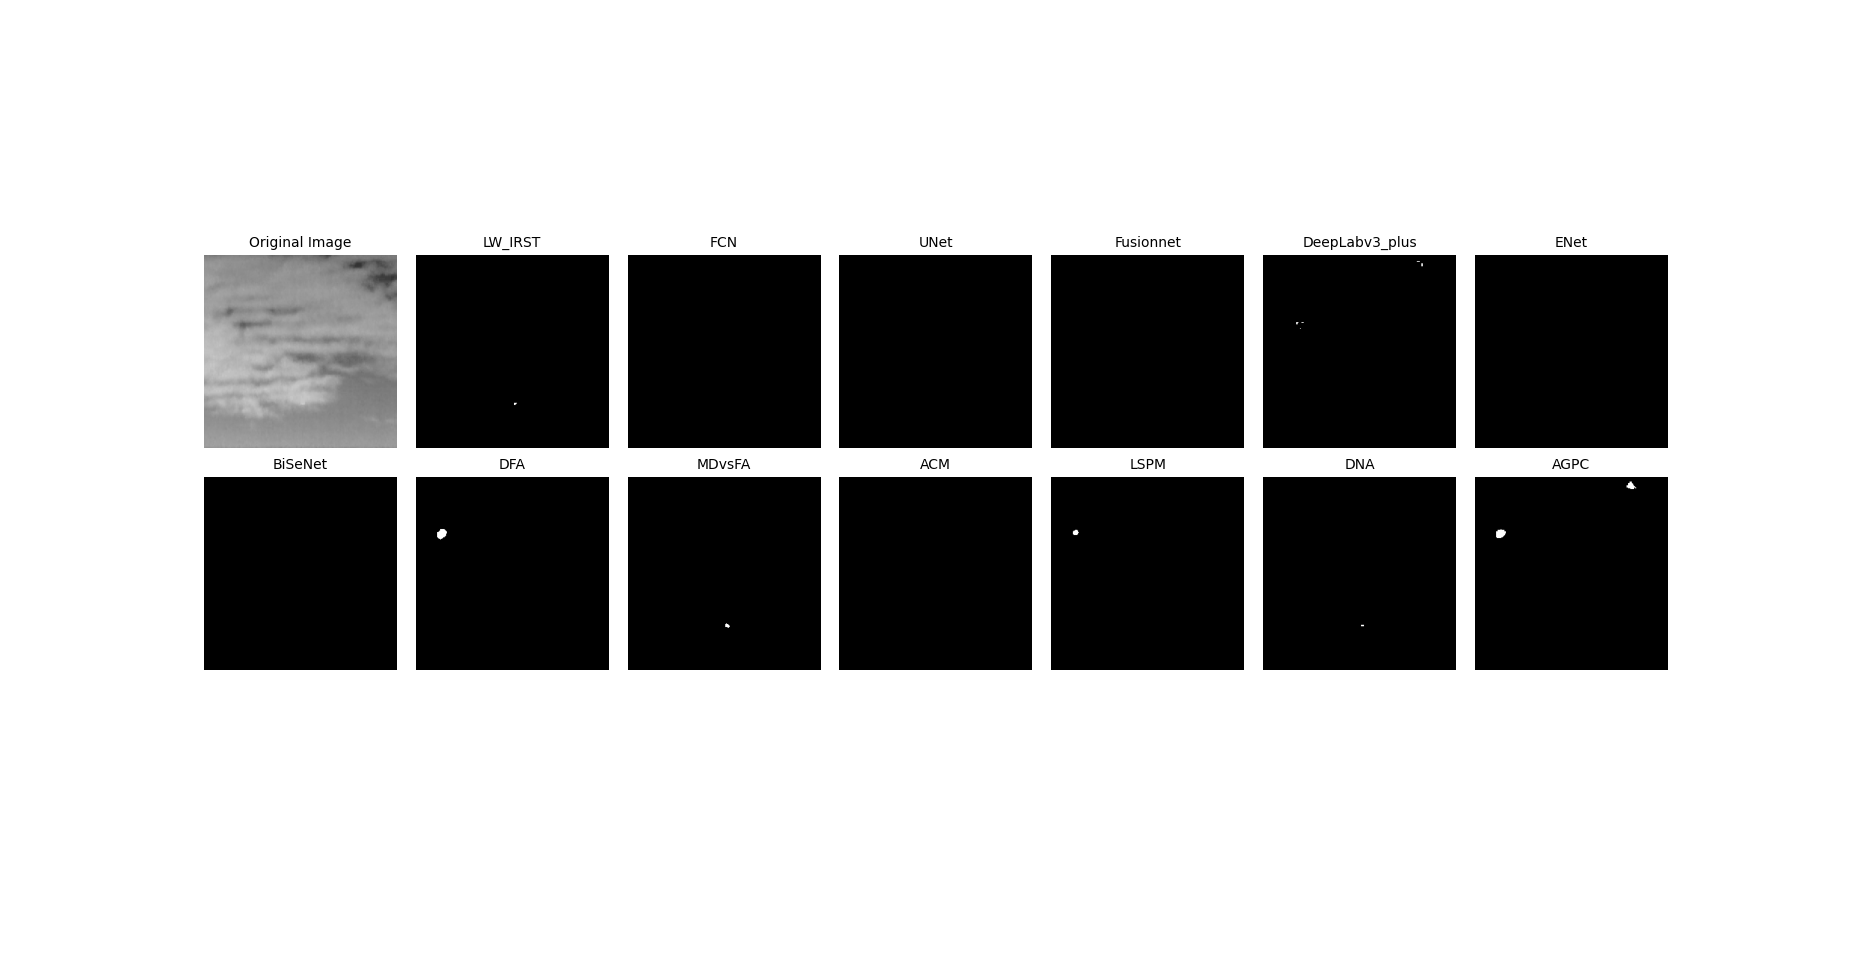 Original Image
LW_IRST
FCN
UNet
Fusionnet
DeepLabv3_plus
ENet
BiSeNet
DFA
MDvsFA
ACM
LSPM
DNA
AGPC